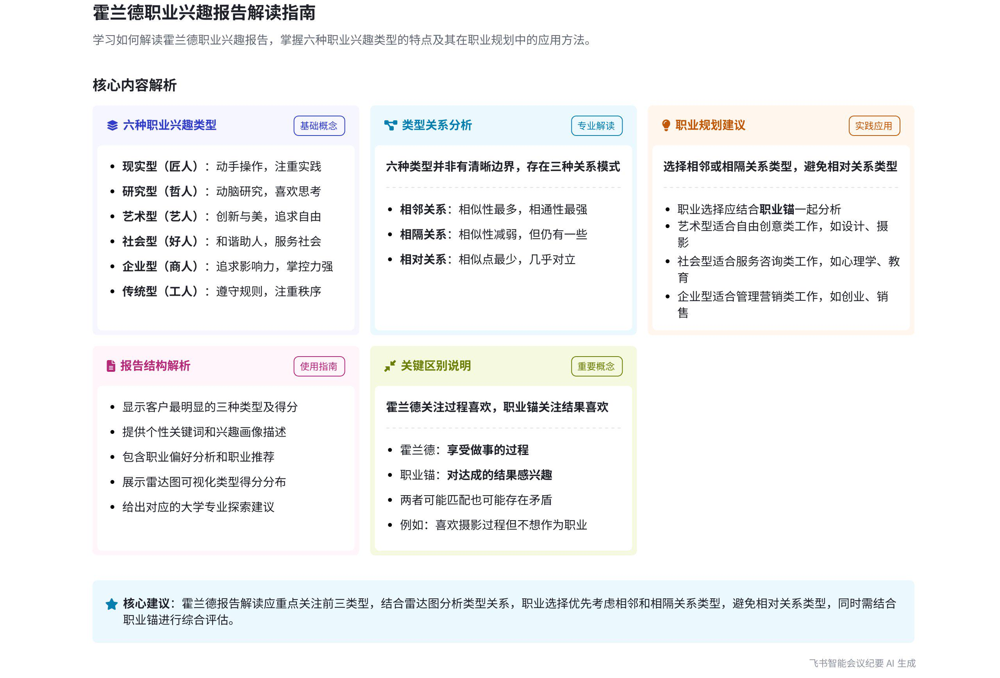 霍兰德职业兴趣报告解读指南
学习如何解读霍兰德职业兴趣报告，掌握六种职业兴趣类型的特点及其在职业规划中的应用方法。
核心内容解析
六种职业兴趣类型
基础概念
现实型（匠人）：动手操作，注重实践
研究型（哲人）：动脑研究，喜欢思考
艺术型（艺人）：创新与美，追求自由
社会型（好人）：和谐助人，服务社会
企业型（商人）：追求影响力，掌控力强
传统型（工人）：遵守规则，注重秩序
类型关系分析
专业解读
六种类型并非有清晰边界，存在三种关系模式
相邻关系：相似性最多，相通性最强
相隔关系：相似性减弱，但仍有一些
相对关系：相似点最少，几乎对立
职业规划建议
实践应用
选择相邻或相隔关系类型，避免相对关系类型
职业选择应结合职业锚一起分析
艺术型适合自由创意类工作，如设计、摄
影
社会型适合服务咨询类工作，如心理学、教
育
企业型适合管理营销类工作，如创业、销
售
报告结构解析
使用指南
显示客户最明显的三种类型及得分
提供个性关键词和兴趣画像描述
包含职业偏好分析和职业推荐
展示雷达图可视化类型得分分布
给出对应的大学专业探索建议
关键区别说明
重要概念
霍兰德关注过程喜欢，职业锚关注结果喜欢
霍兰德：享受做事的过程
职业锚：对达成的结果感兴趣
两者可能匹配也可能存在矛盾
例如：喜欢摄影过程但不想作为职业
核心建议：霍兰德报告解读应重点关注前三类型，结合雷达图分析类型关系，职业选择优先考虑相邻和相隔关系类型，避免相对关系类型，同时需结合
职业锚进行综合评估。
飞书智能会议纪要 AI 生成